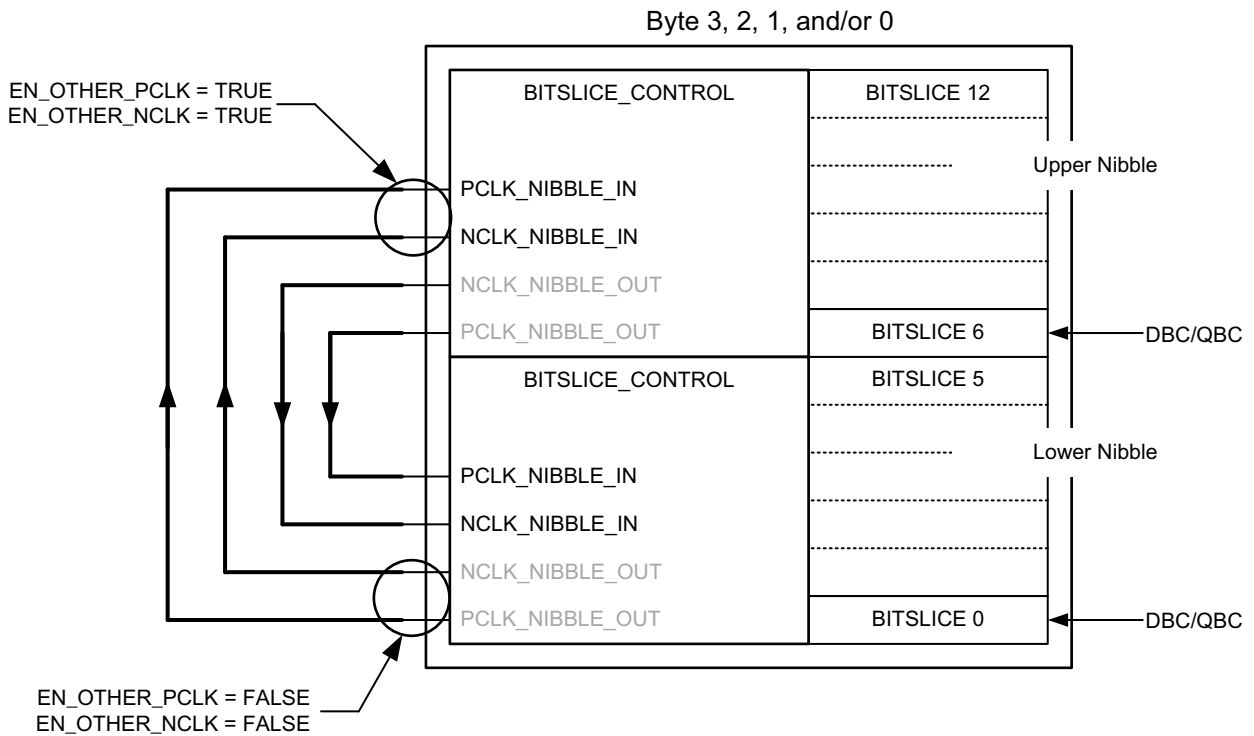 Byte 3, 2, 1, and/or 0
EN_OTHER_PCLK = TRUE
EN_OTHER_NCLK = TRUE
BITSLICE_CONTROL
BITSLICE 12
Upper Nibble
PCLK_NIBBLE_IN
NCLK_NIBBLE_IN
NCLK_NIBBLE_OUT
PCLK_NIBBLE_OUT
BITSLICE 6
DBC/QBC
BITSLICE_CONTROL
BITSLICE 5
Lower Nibble
PCLK_NIBBLE_IN
NCLK_NIBBLE_IN
NCLK_NIBBLE_OUT
PCLK_NIBBLE_OUT
BITSLICE 0
DBC/QBC
EN_OTHER_PCLK = FALSE
EN_OTHER_NCLK = FALSE